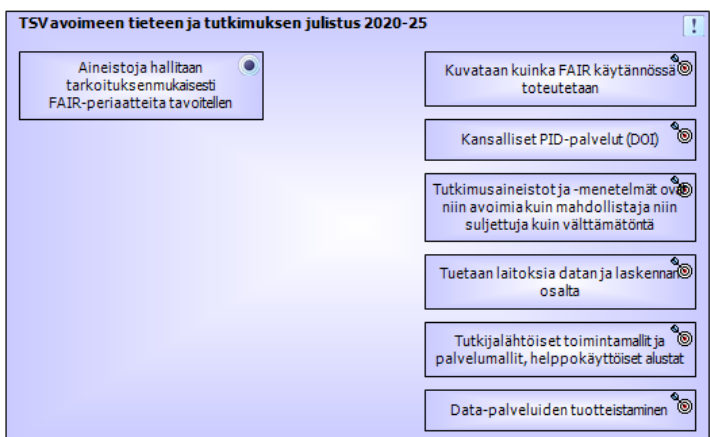 TSV avoimeen tieteen ja tutkimuksen julistus 2020-25
Aineistoja hallitaan
tarkoituksenmukaisesti
FAIR-periaatteita tavoitellen
Kuvataan kuinka FAIR käytännössä
toteutetaan
Kansalliset PID-palvelut (DOI)
Tutkimusaineistot ja -menetelmät ovat
niin avoimia kuin mahdollista ja niin
suljettuja kuin välttämätöntä
Tuetaan laitoksia datan ja laskennan
osalta
Tutkijalähtöiset toimintamallit ja
palvelumallit, helppokäyttöiset alustat
Data-palveluiden tuotteistaminen